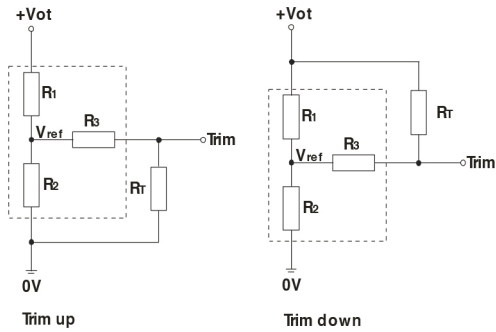 +Vot
R1
Vref
R3
Trim
R2
RT
0V
Trim up
+Vot
R1
RT
Vref
R3
Trim
R2
0V
Trim down